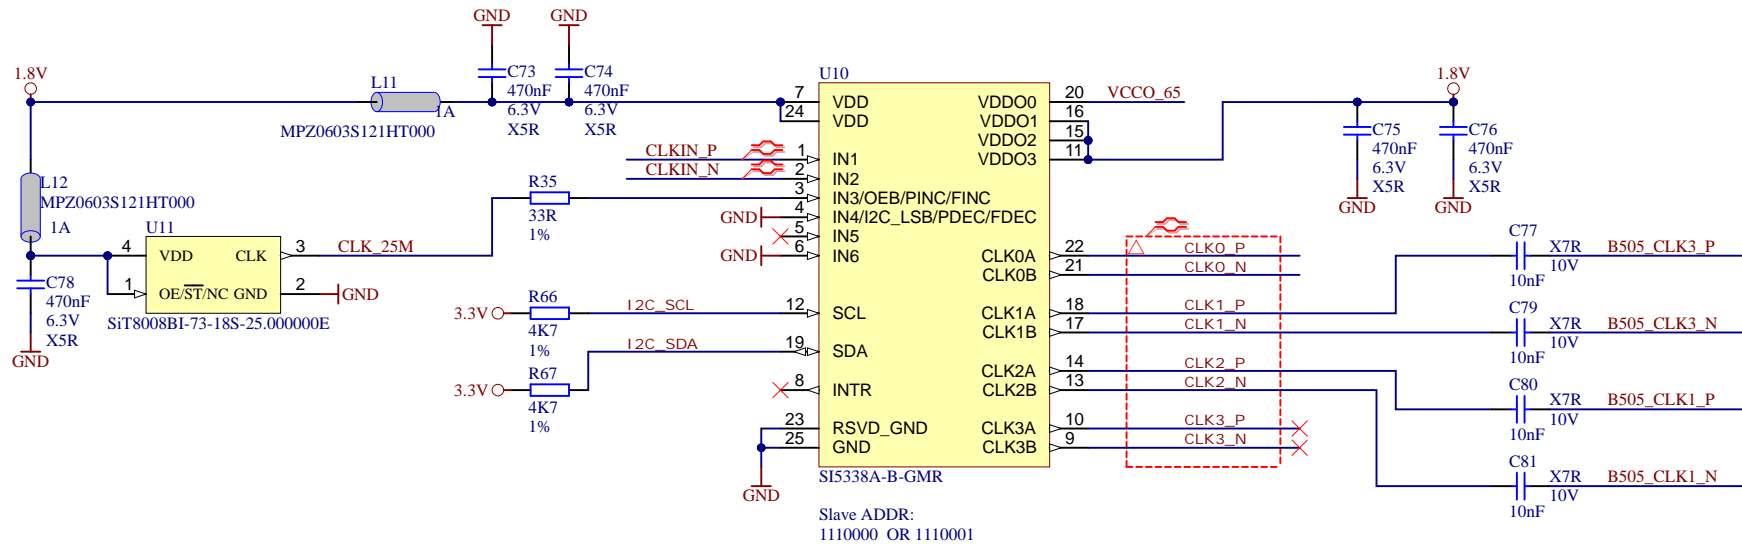 GND
GND
1.8V
L11
1A
MPZ0603S121HT000
C73
470nF
6.3V
X5R
C74
470nF
6.3V
X5R
L12
MPZ0603S121HT000
1A
U11
4
VDD
CLK
3
CLK_25M
1
OE/ST/NC GND
2
GND
SiT8008BI-73-18S-25.000000E
C78
470nF
6.3V
X5R
GND
CLKIN_P
CLKIN_N
R35
33R
1%
GND
GND
3.3V
R66
4K7
1%
I2C_SCL
3.3V
R67
4K7
1%
I2C_SDA
GND
U10
7
VDD
24
VDD
1
IN1
2
IN2
3
IN3/OEB/PINC/FINC
4
IN4/I2C_LSB/PDEC/FDEC
5
IN5
6
IN6
12
SCL
19
SDA
8
INTR
23
RSVD_GND
25
GND
VDDO0
20
VCCO_65
VDDO1
16
VDDO2
15
VDDO3
11
CLK0A
22
CLK0_P
CLK0B
21
CLK0_N
CLK1A
18
CLK1_P
CLK1B
17
CLK1_N
CLK2A
14
CLK2_P
CLK2B
13
CLK2_N
CLK3A
10
CLK3_P
CLK3B
9
CLK3_N
SI5338A-B-GMR
Slave ADDR:
1110000 OR 1110001
1.8V
C75
470nF
6.3V
X5R
GND
C76
470nF
6.3V
X5R
GND
C77
10nF
X7R
10V
B505_CLK3_P
C79
10nF
X7R
10V
B505_CLK3_N
C80
10nF
X7R
10V
B505_CLK1_P
C81
10nF
X7R
10V
B505_CLK1_N